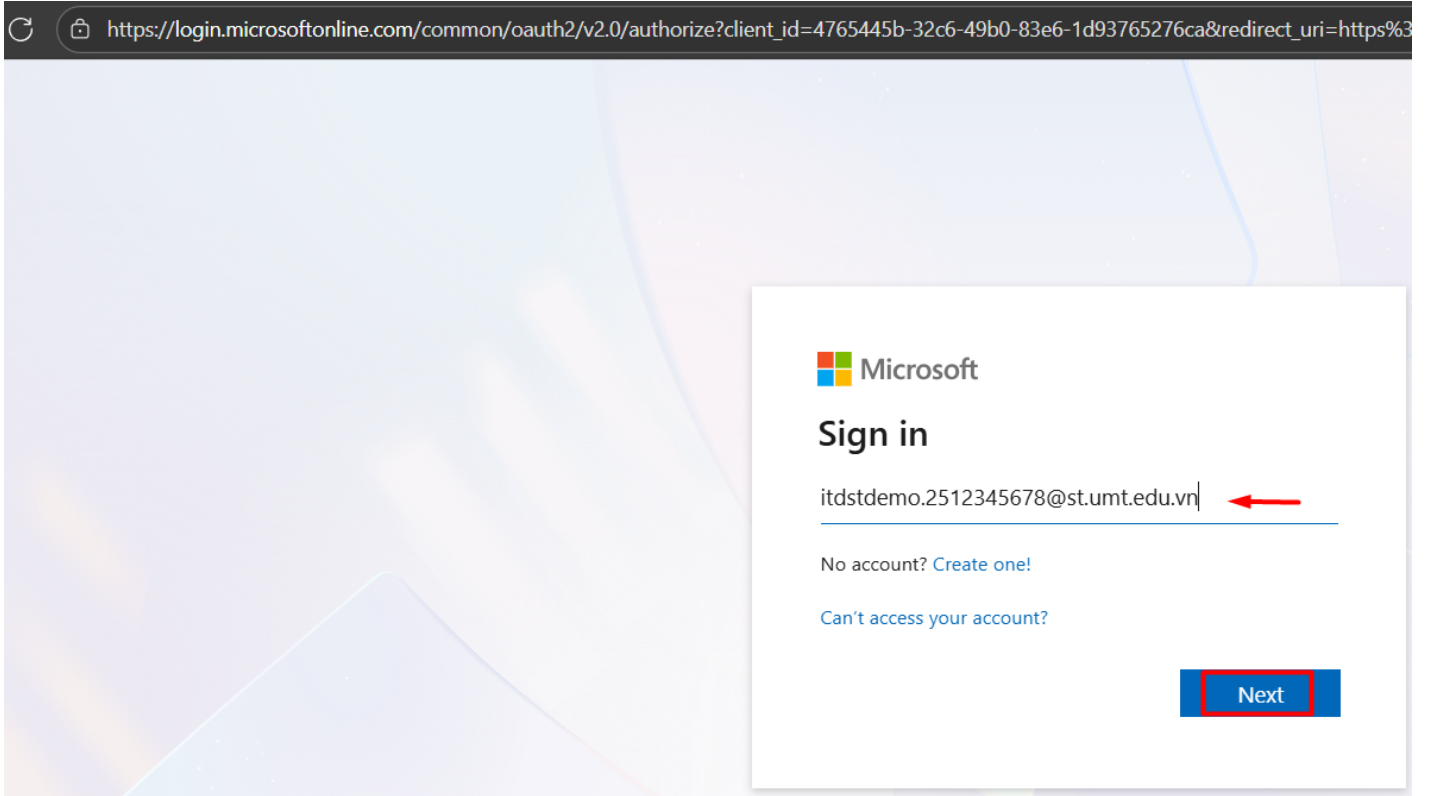 https://login.microsoftonline.com/common/oauth2/v2.0/authorize?client_id=4765445b-32c6-49b0-83e6-1d93765276ca&redirect_uri=https%3
Microsoft
Sign in
itdstdemo.2512345678@st.umt.edu.vn
No account? Create one!
Can't access your account?
Next